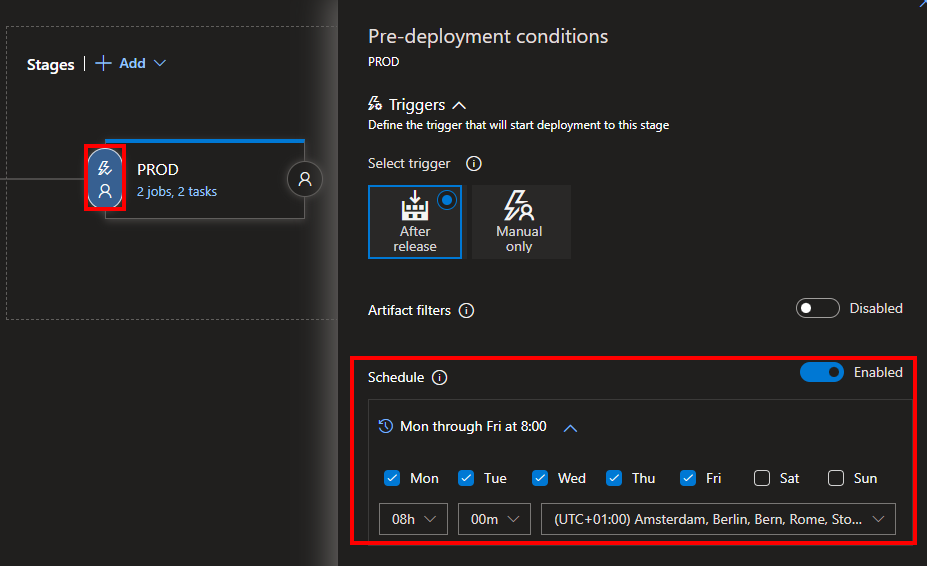 Stages
Add
PROD
2 jobs, 2 tasks
Pre-deployment conditions
PROD
Triggers
Define the trigger that will start deployment to this stage
Select trigger
After
release
Manual
only
Artifact filters
Disabled
Schedule
Enabled
Mon through Fri at 8:00
Mon Tue Wed Thu Fri Sat Sun
08h 00m (UTC+01:00) Amsterdam, Berlin, Bern, Rome, Sto...